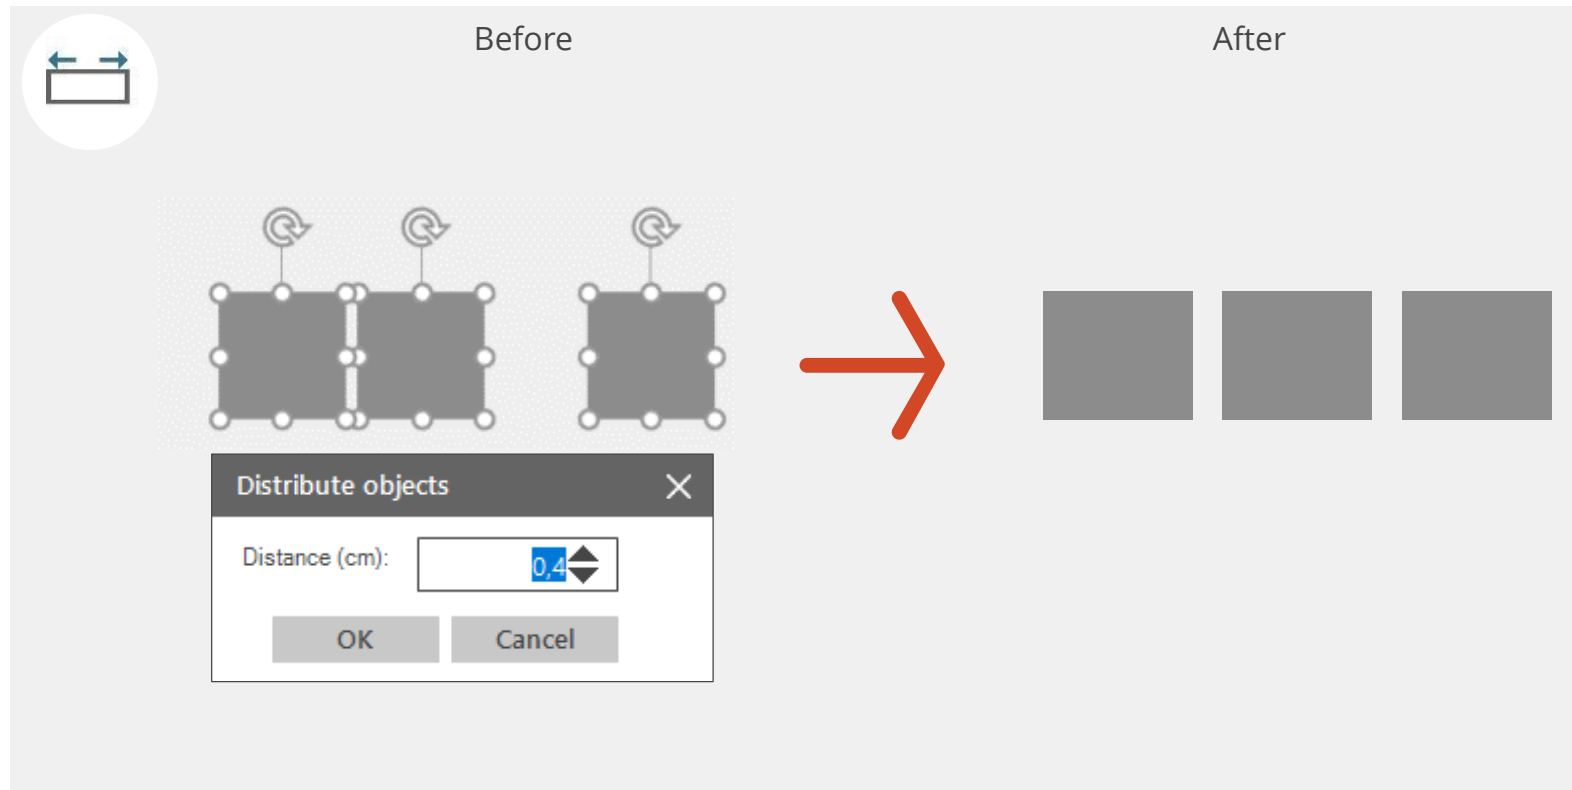 Before
After
Distribute objects
Distance (cm):
0,4
OK
Cancel